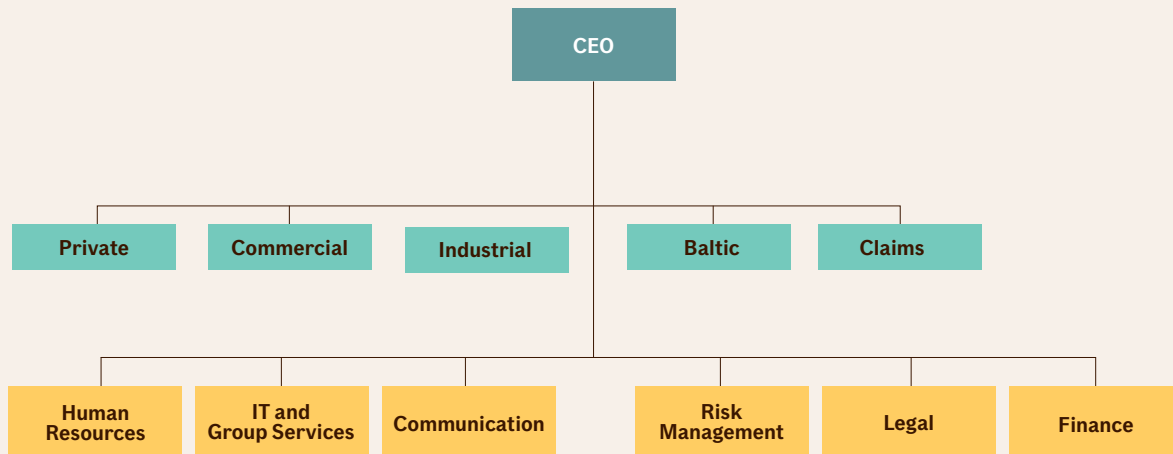 CEO
Private
Commercial
Industrial
Baltic
Claims
Human
Resources
IT and
Group Services
Communication
Risk
Management
Legal
Finance